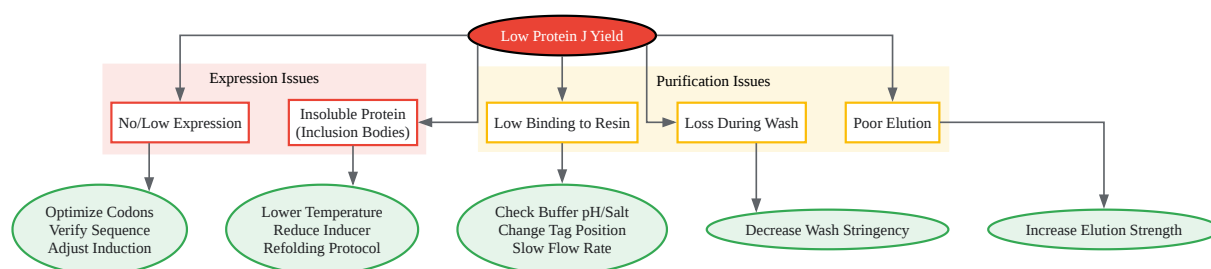 Low Protein J Yield
Expression Issues
Purification Issues
No/Low Expression
Insoluble Protein
(Inclusion Bodies)
Low Binding to Resin
Loss During Wash
Poor Elution
Optimize Codons
Verify Sequence
Adjust Induction
Lower Temperature
Reduce Inducer
Refolding Protocol
Check Buffer pH/Salt
Change Tag Position
Slow Flow Rate
Decrease Wash Stringency
Increase Elution Strength